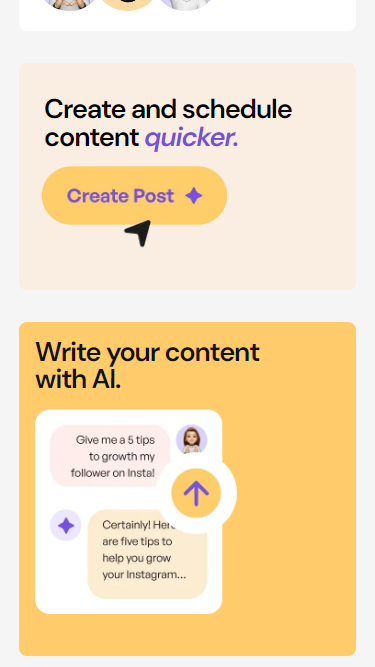 Create and schedule
content quicker.
Create Post
Write your content
with AI.
Give me a 5 tips
to growth my
follower on Insta!
Certainly!
are five tips to
help you grow
your Instagram...